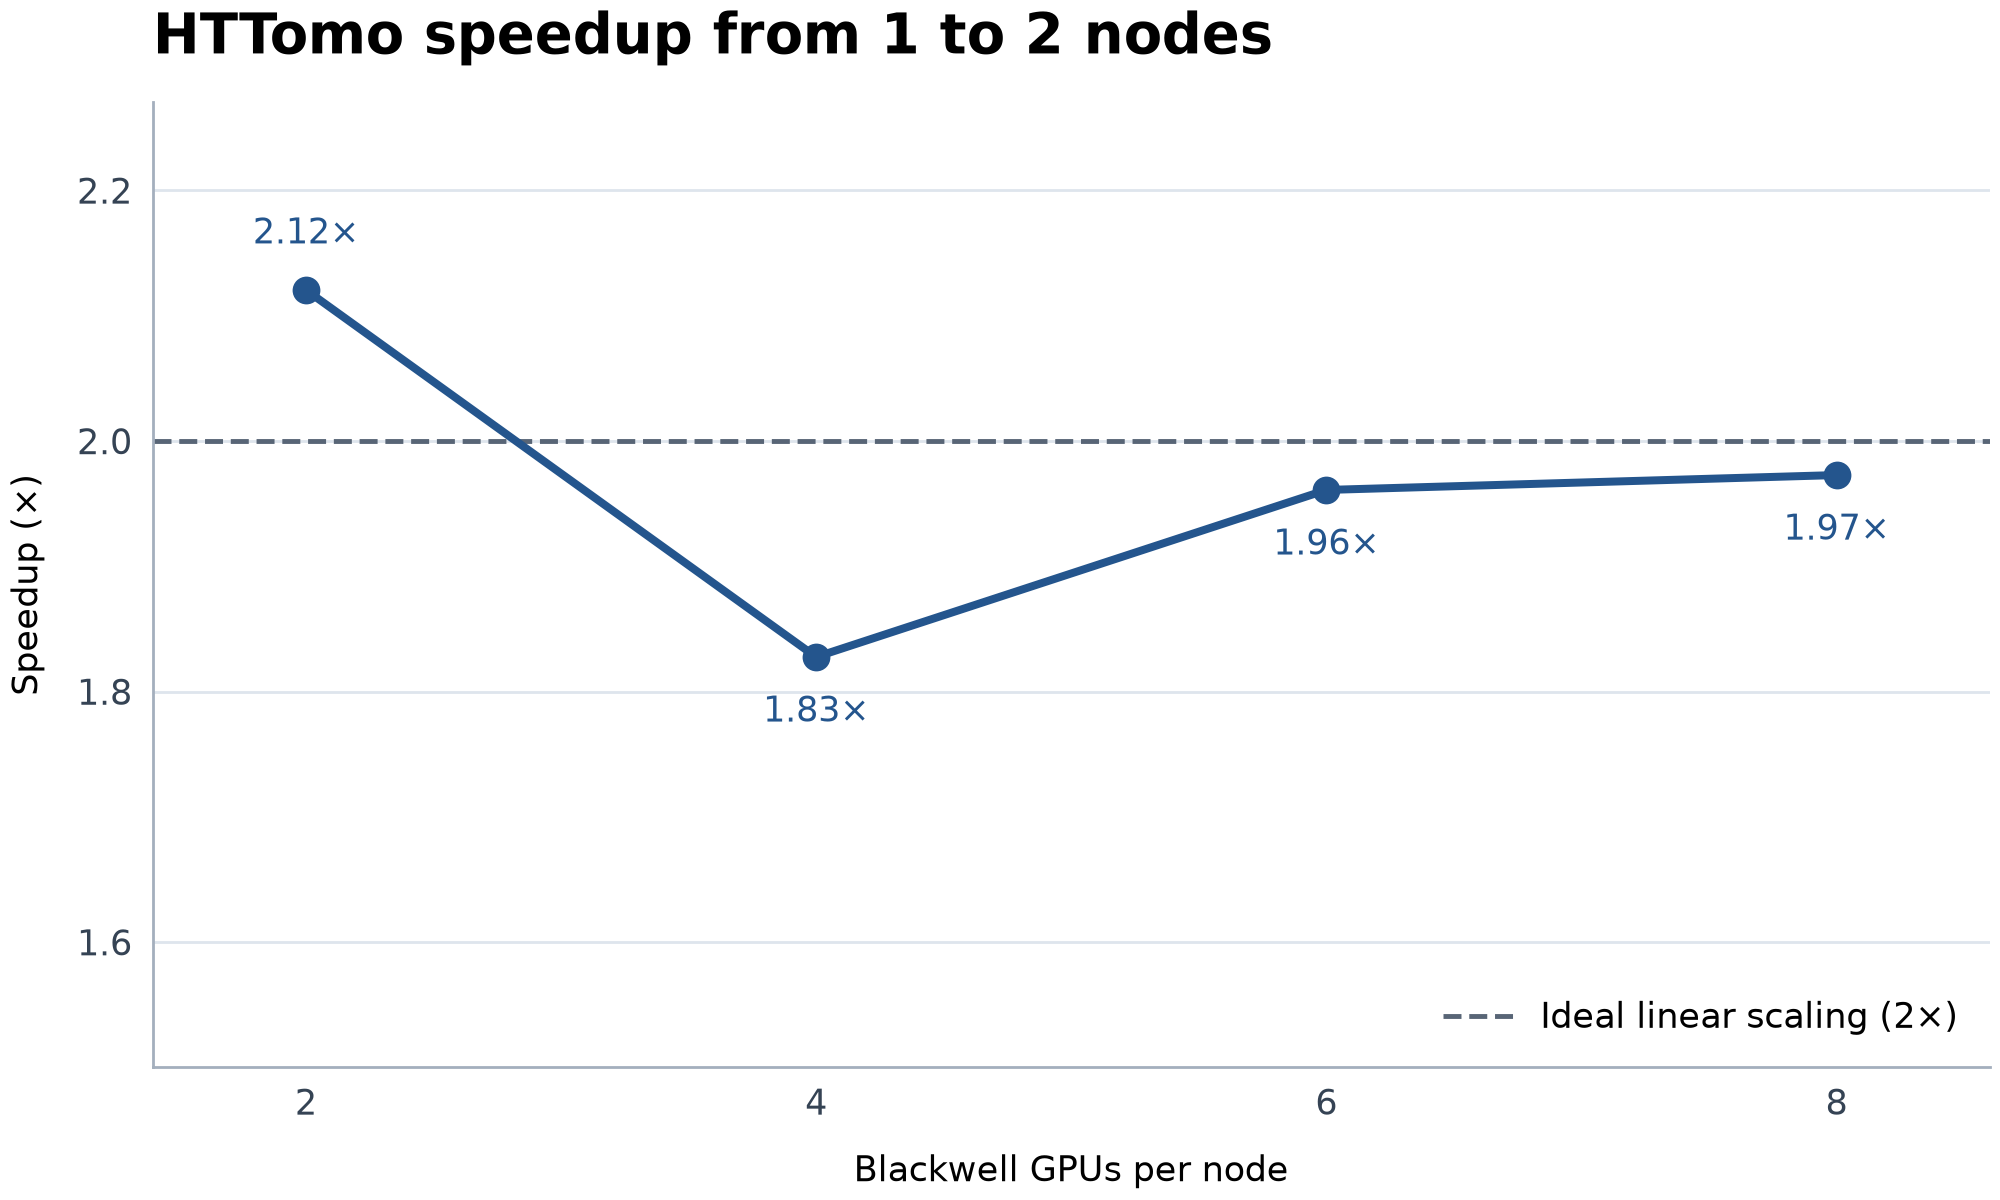 HTTomo speedup from 1 to 2 nodes
Speedup (×)
2.2
2.0
1.8
1.6
2.12×
1.83×
1.96×
1.97×
Ideal linear scaling (2×)
2 4 6 8
Blackwell GPUs per node